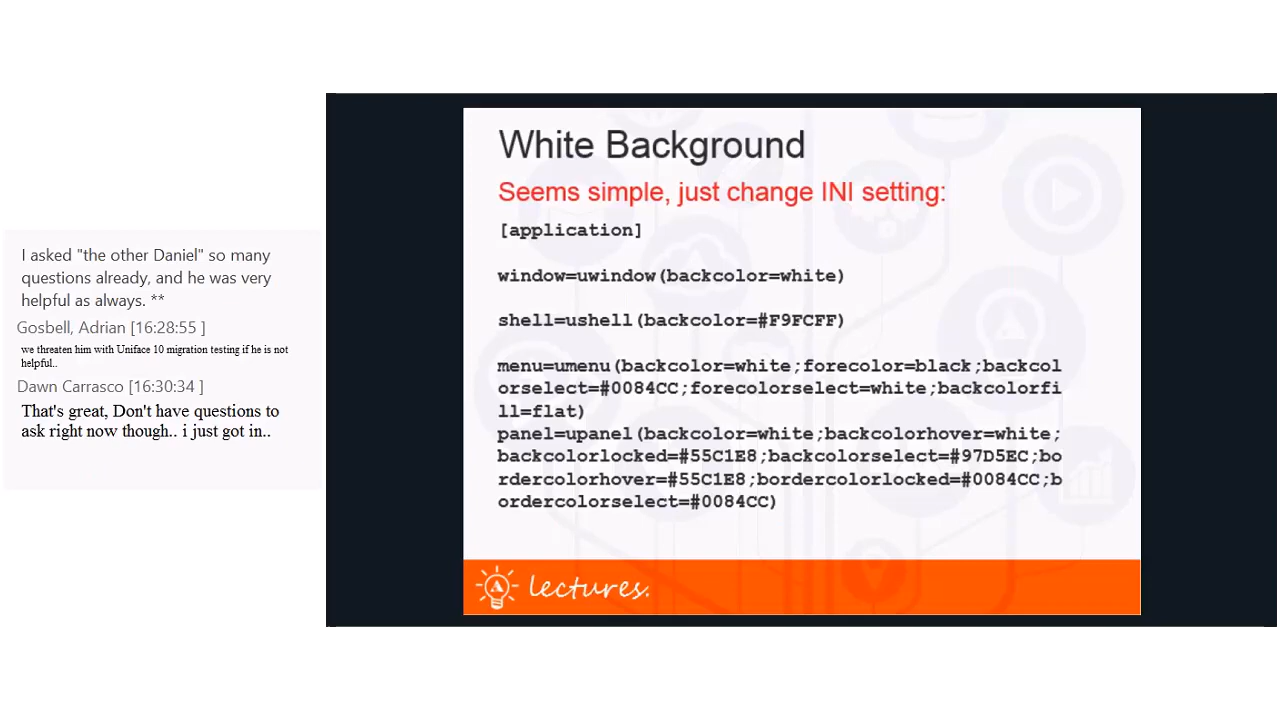 I asked "the other Daniel" so many
questions already, and he was very
helpful as always. **
Gosbell, Adrian [16:28:55 ]
we threaten him with Uniface 10 migration testing if he is not
helpful..
Dawn Carrasco [16:30:34 ]
That's great, Don't have questions to
ask right now though.. i just got in..
White Background
Seems simple, just change INI setting:
[application]
window=uwindow(backcolor=white)
shell=ushell(backcolor=#F9FCFF)
menu=umenu(backcolor=white;forecolor=black;backcol
orselect=#0084CC;forecolorselect=white;backcolorfi
ll=flat)
panel=upanel(backcolor=white;backcolorhover=white;
backcolorlocked=#55C1E8;backcolorselect=#97D5EC;bo
rdercolorhover=#55C1E8;bordercolorlocked=#0084CC;b
ordercolorselect=#0084CC)
lectures.